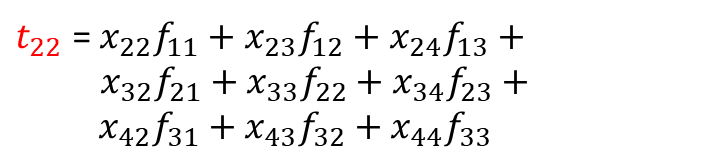 t₂₂ = x₂₂f₁₁ + x₂₃f₁₂ + x₂₄f₁₃ +
x₃₂f₂₁ + x₃₃f₂₂ + x₃₄f₂₃ +
x₄₂f₃₁ + x₄₃f₃₂ + x₄₄f₃₃